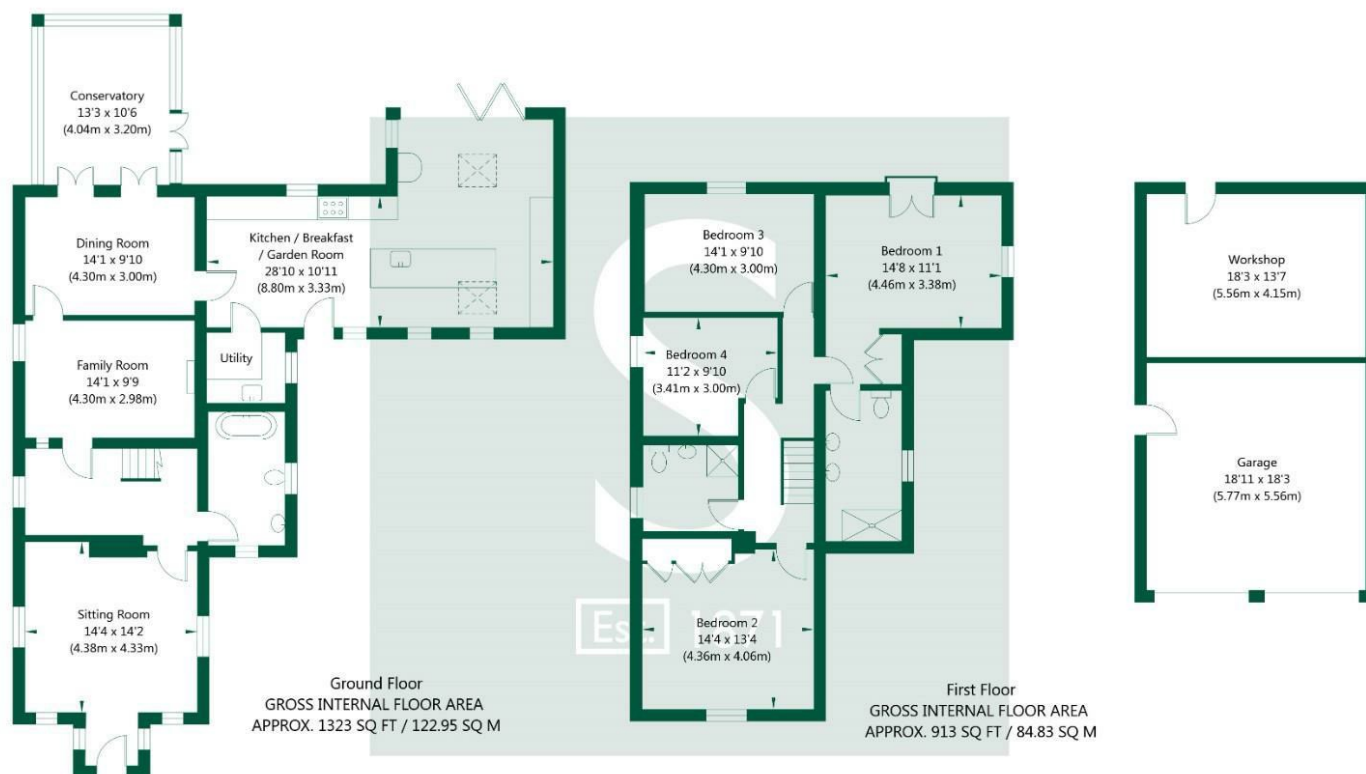 Conservatory
13'3 x 10'6
(4.04m x 3.20m)
Dining Room
14'1 x 9'10
(4.30m x 3.00m)
Kitchen / Breakfast
/ Garden Room
28'10 x 10'11
(8.80m x 3.33m)
Utility
Family Room
14'1 x 9'9
(4.30m x 2.98m)
Sitting Room
14'4 x 14'2
(4.38m x 4.33m)
Ground Floor
GROSS INTERNAL FLOOR AREA
APPROX. 1323 SQ FT / 122.95 SQ M
Bedroom 3
14'1 x 9'10
(4.30m x 3.00m)
Bedroom 1
14'8 x 11'1
(4.46m x 3.38m)
Bedroom 4
11'2 x 9'10
(3.41m x 3.00m)
Bedroom 2
14'4 x 13'4
(4.36m x 4.06m)
First Floor
GROSS INTERNAL FLOOR AREA
APPROX. 913 SQ FT / 84.83 SQ M
Workshop
18'3 x 13'7
(5.56m x 4.15m)
Garage
18'11 x 18'3
(5.77m x 5.56m)
S
Est. 1871